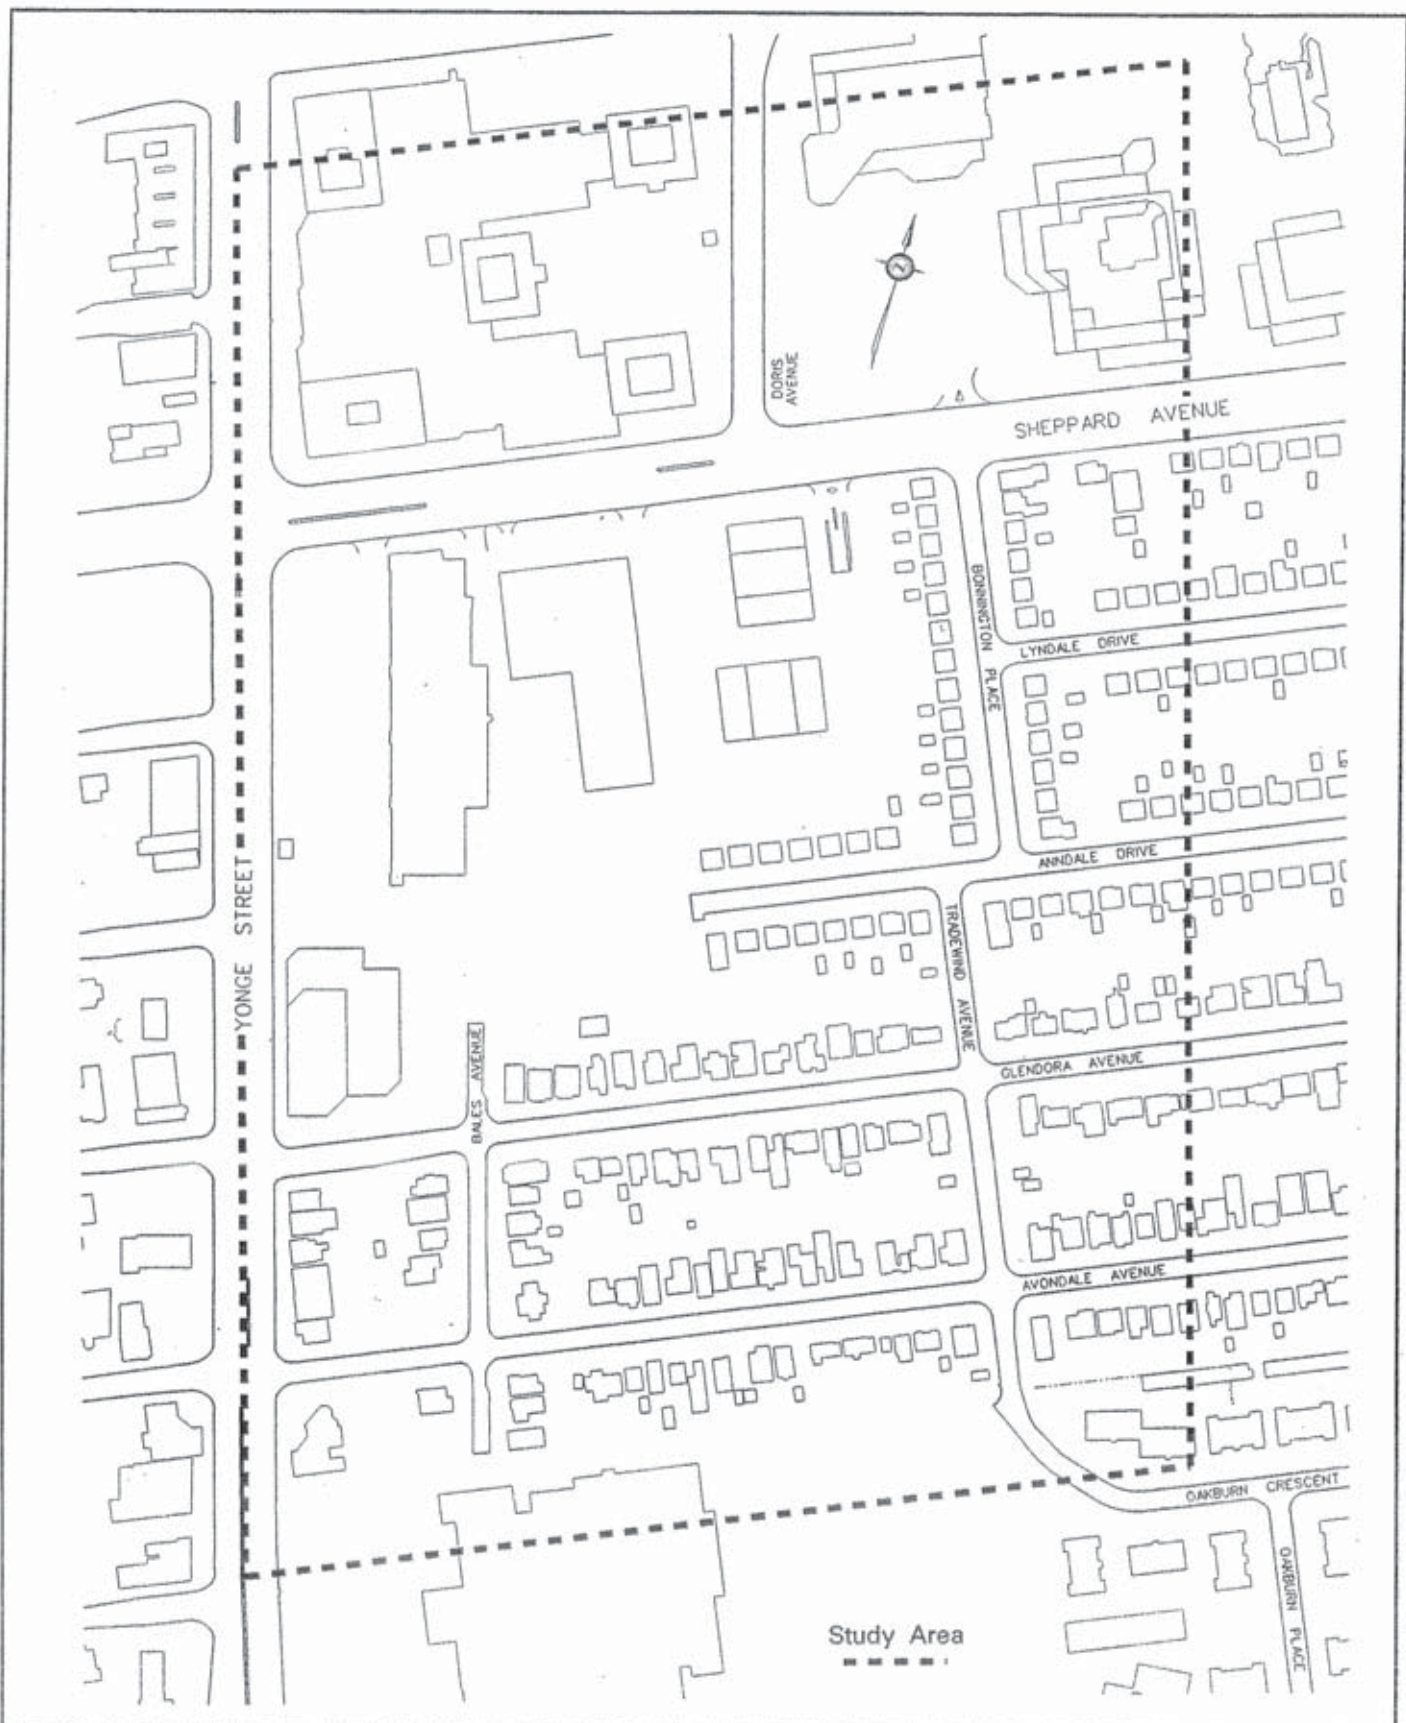 DORIS
AVENUE
SHEPPARD AVENUE
BONNINGTON PLACE
LYNDALE DRIVE
YONGE STREET
ANNDALE DRIVE
TRADEWIND AVENUE
BALES AVENUE
GLENDORA AVENUE
AVONDALE AVENUE
OAKBURN CRESCENT
OAKBURN PLACE
Study Area